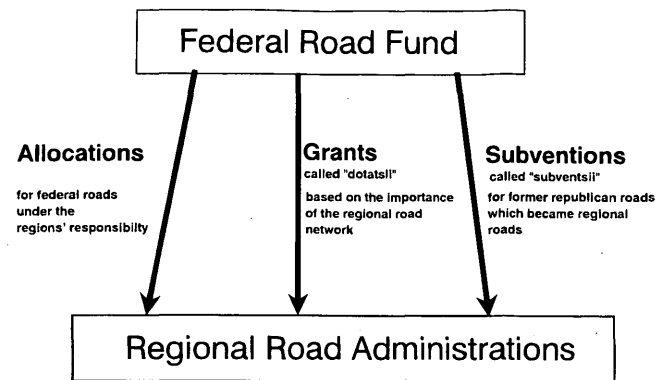 Federal Road Fund
Allocations
for federal roads
under the
regions' responsibilty
Grants
called "dotatsii"
based on the importance
of the regional road
network
Subventions
called "subventsii"
for former republican roads
which became regional
roads
Regional Road Administrations